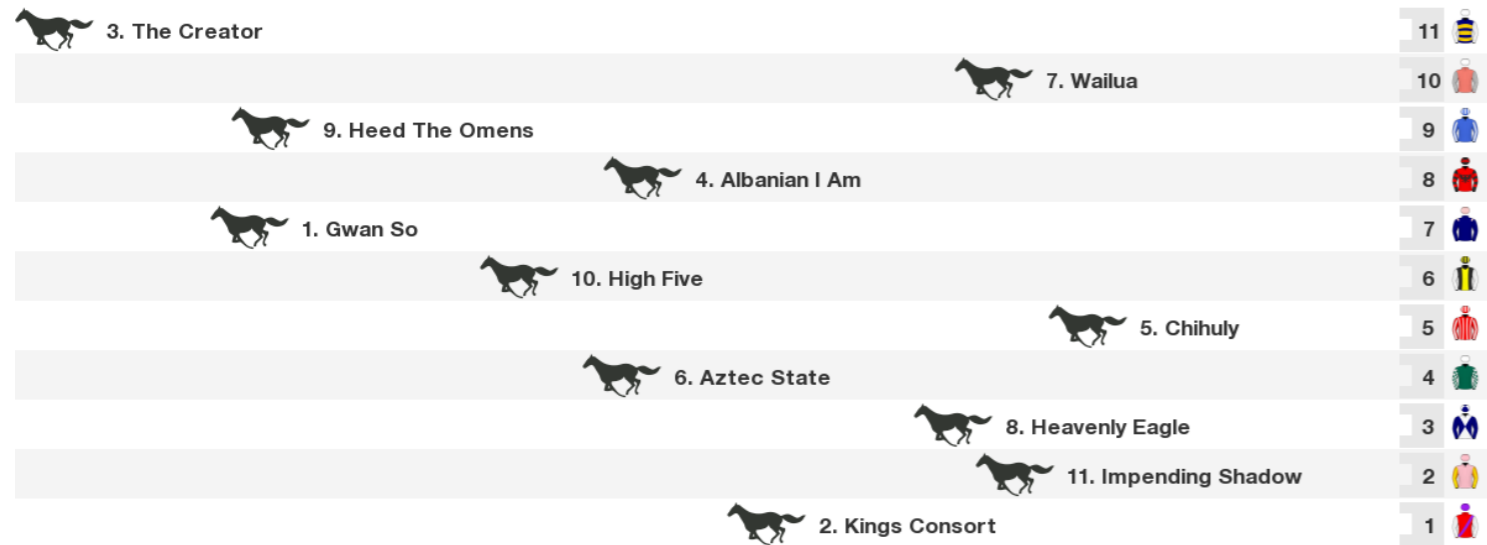 3. The Creator 11
7. Wailua 10
9. Heed The Omens 9
4. Albanian I Am 8
1. Gwan So 7
10. High Five 6
5. Chihuly 5
6. Aztec State 4
8. Heavenly Eagle 3
11. Impending Shadow 2
2. Kings Consort 1